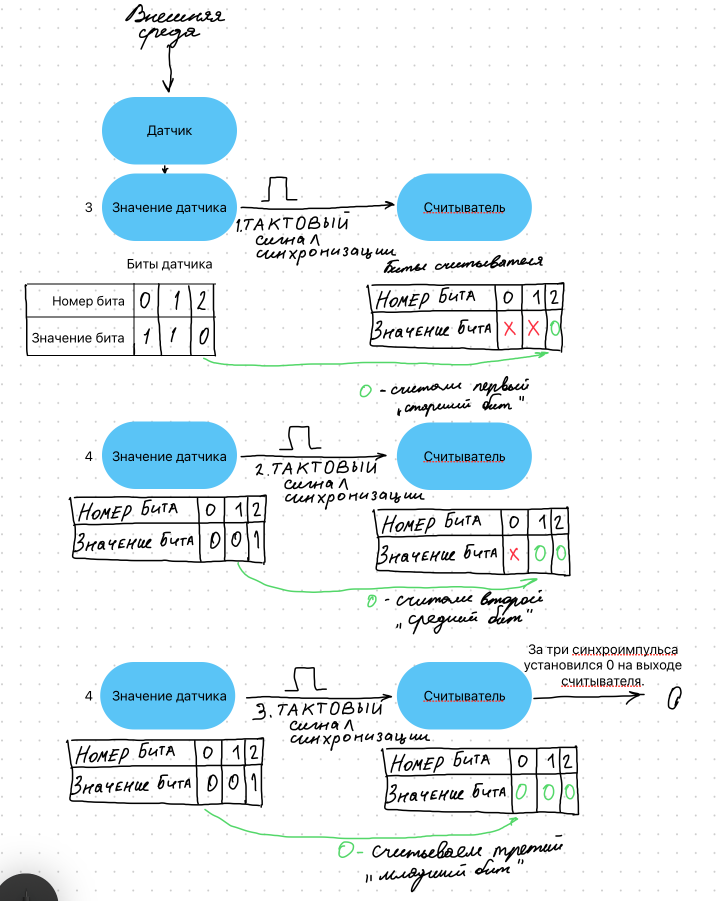 Внешняя
среда
Датчик
3
Значение датчика
1.ТАКТОВЫЙ
сигнал
синхронизации
Считыватель
Биты датчика
Номер бита 0 1 2
Значение бита 1 1 0
Биты считывателя
Номер бита 0 1 2
Значение бита X X 0
0 - считали первый
„старший бит"
4
Значение датчика
2.ТАКТОВЫЙ
сигнал
синхронизации
Считыватель
Номер бита 0 1 2
Значение бита 0 0 1
Номер бита 0 1 2
Значение бита X 0 0
0 - считали второй
„средний бит"
За три синхроимпульса
установился 0 на выходе
считывателя.
4
Значение датчика
3.ТАКТОВЫЙ
сигнал
синхронизации
Считыватель
0
Номер бита 0 1 2
Значение бита 0 0 1
Номер бита 0 1 2
Значение бита 0 0 0
0 - считываем третий
„младший бит"